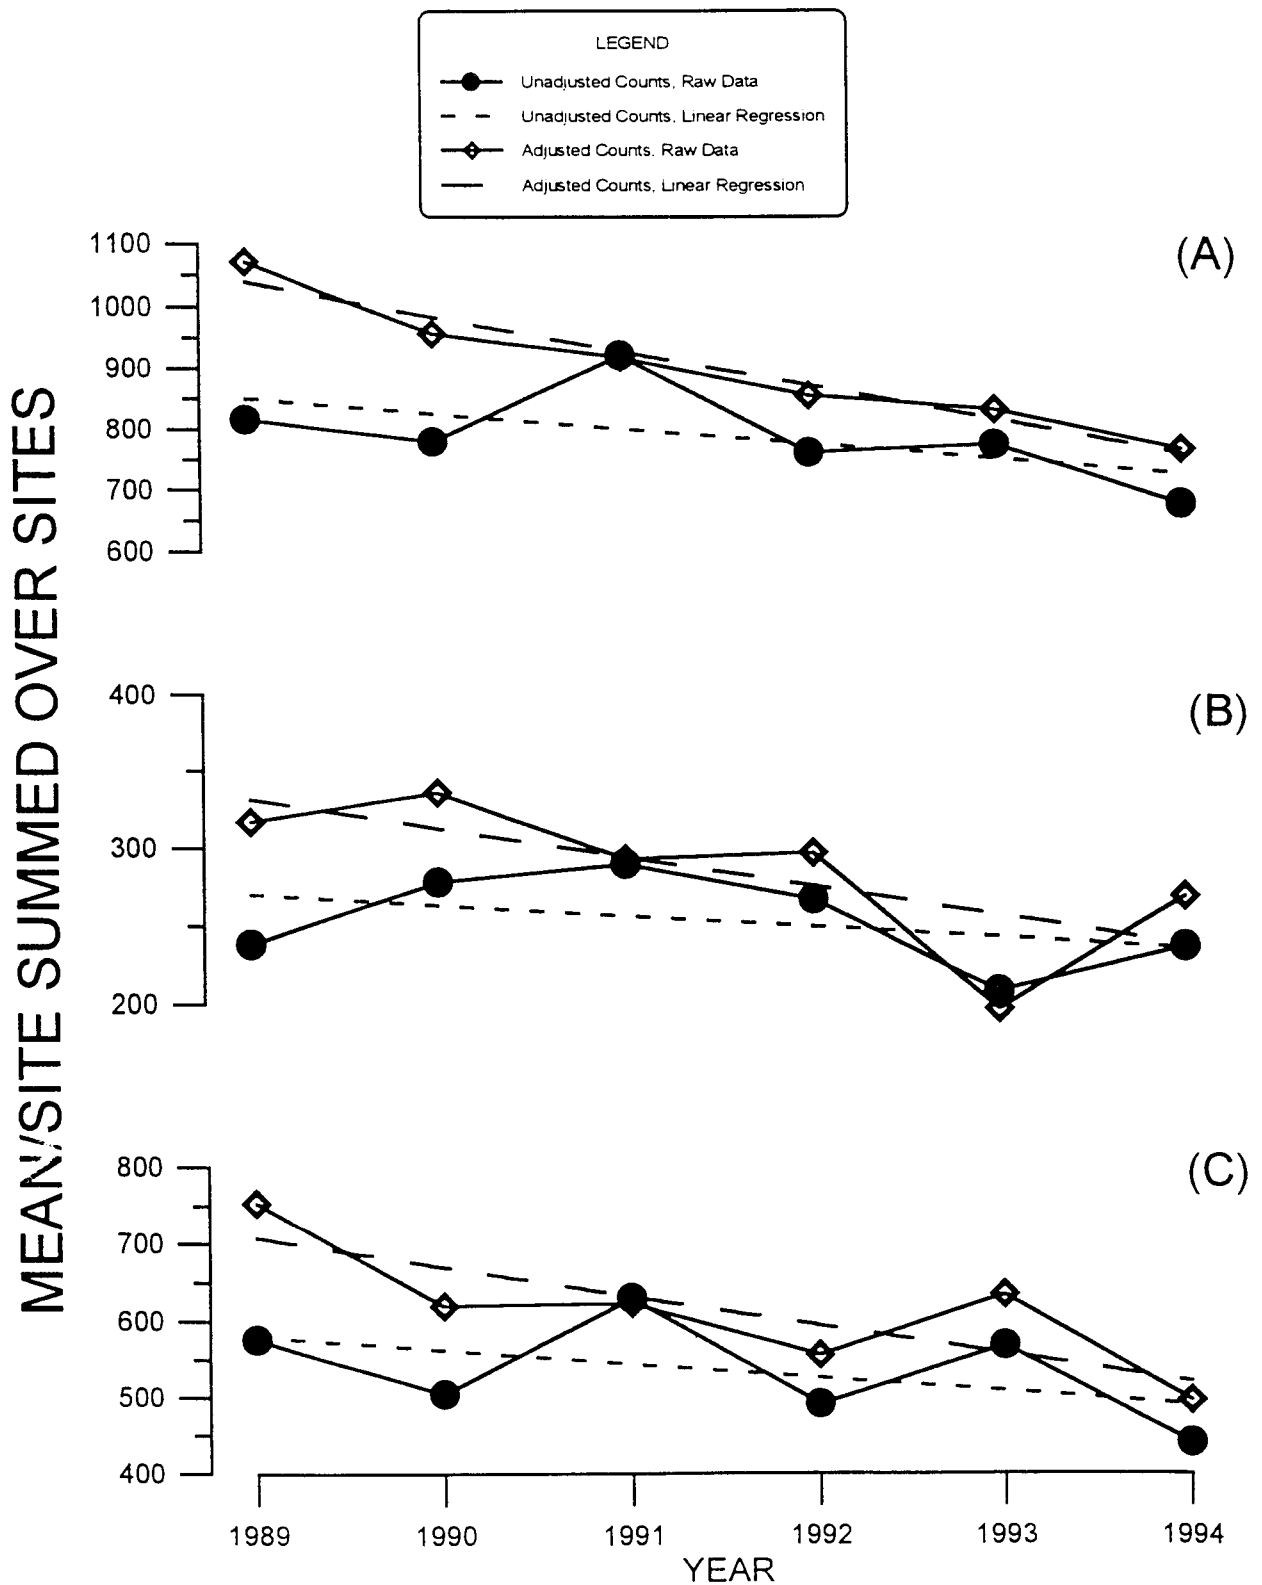 LEGEND
Unadjusted Counts, Raw Data
Unadjusted Counts, Linear Regression
Adjusted Counts, Raw Data
Adjusted Counts, Linear Regression
MEAN/SITE SUMMED OVER SITES
(A)
1100
1000
900
800
700
600
(B)
400
300
200
(C)
800
700
600
500
400
1989 1990 1991 1992 1993 1994
YEAR